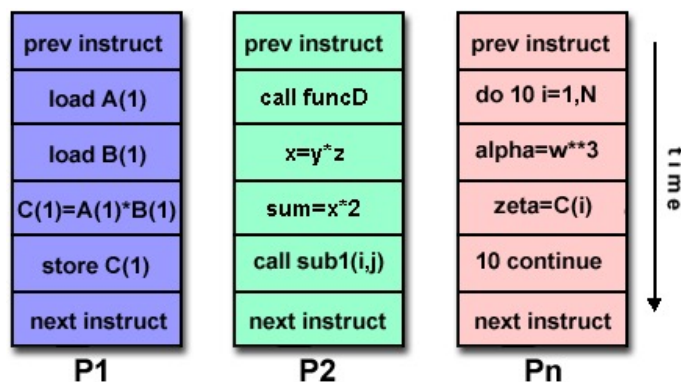 prev instruct
load A(1)
load B(1)
C(1)=A(1)*B(1)
store C(1)
next instruct
P1
prev instruct
call funcD
x=y*z
sum=x*2
call sub1(i,j)
next instruct
P2
prev instruct
do 10 i=1,N
alpha=w**3
zeta=C(i)
10 continue
next instruct
Pn
time